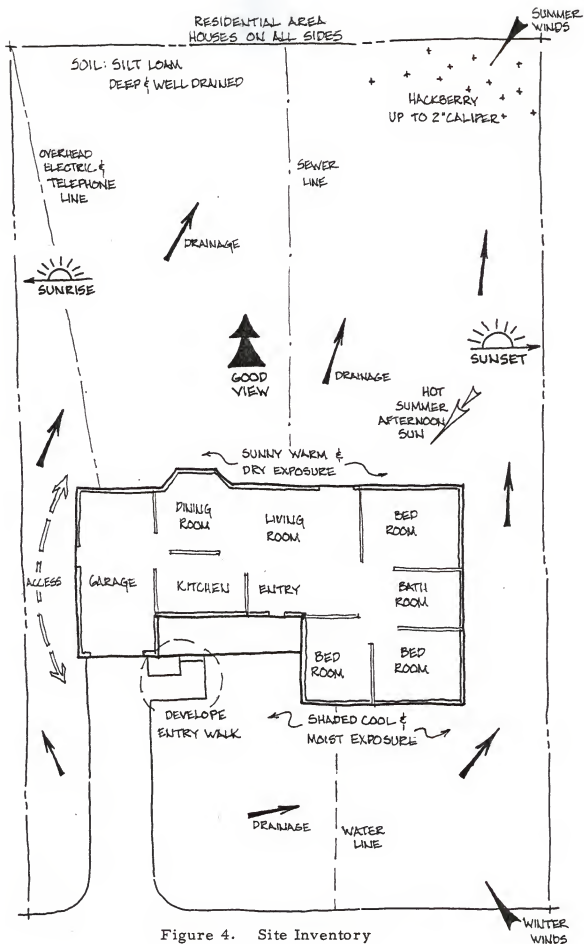 RESIDENTIAL AREA
HOUSES ON ALL SIDES
SUMMER
WINDS
SOIL: SILT LOAM
DEEP & WELL DRAINED
HACKBERRY
UP TO 2" CALIPER
OVERHEAD
ELECTRIC &
TELEPHONE
LINE
SEWER
LINE
DRAINAGE
SUNRISE
SUNSET
GOOD
VIEW
DRAINAGE
HOT
SUMMER
AFTERNOON
SUN
SUNNY WARM &
DRY EXPOSURE
DINING
ROOM
LIVING
ROOM
BED
ROOM
ACCESS
GARAGE
KITCHEN
ENTRY
BATH
ROOM
BED
ROOM
BED
ROOM
DEVELOPE
ENTRY WALK
SHADED COOL &
MOIST EXPOSURE
DRAINAGE
WATER
LINE
WINTER
WINDS
Figure 4. Site Inventory